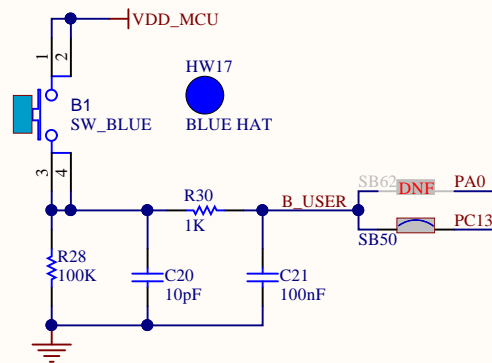 VDD_MCU
1
2
HW17
B1
SW_BLUE
BLUE HAT
3
4
SB62
DNF
PA0
R30
B_USER
1K
PC13
SB50
R28
100K
C20
10pF
C21
100nF